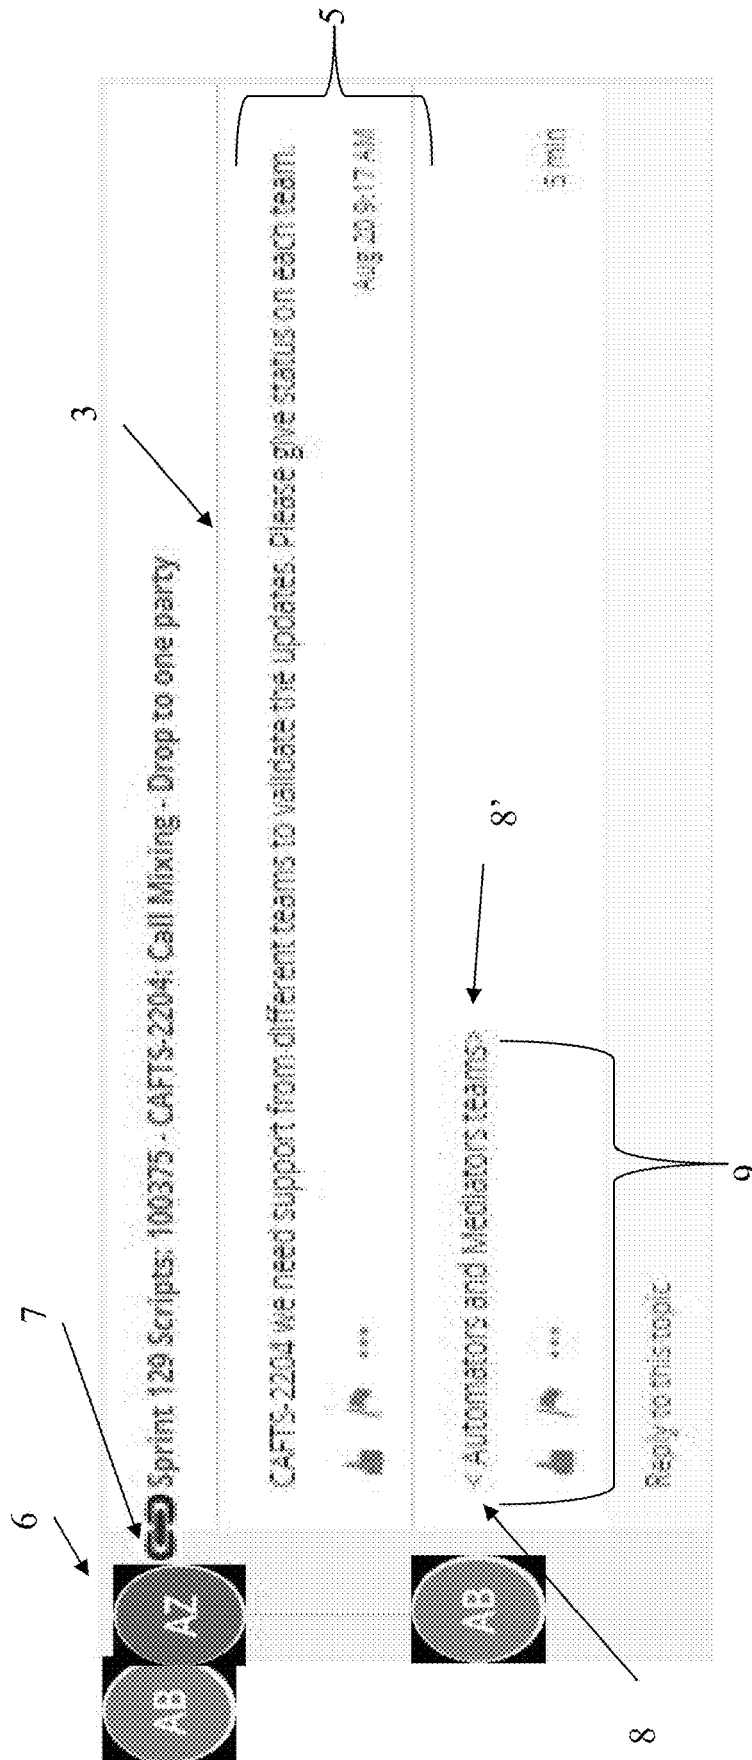 6
7
3
AB AZ Sprint 129 Scripts: 100375 - CAFTS-2204: Call Mixing - Drop to one party
CAFTS-2204 we need support from different teams to validate the updates. Please give status on each team.
5
Aug 20 9:17 AM
AB < Automators and Mediators teams>
8'
5 min
8
Reply to this topic
9